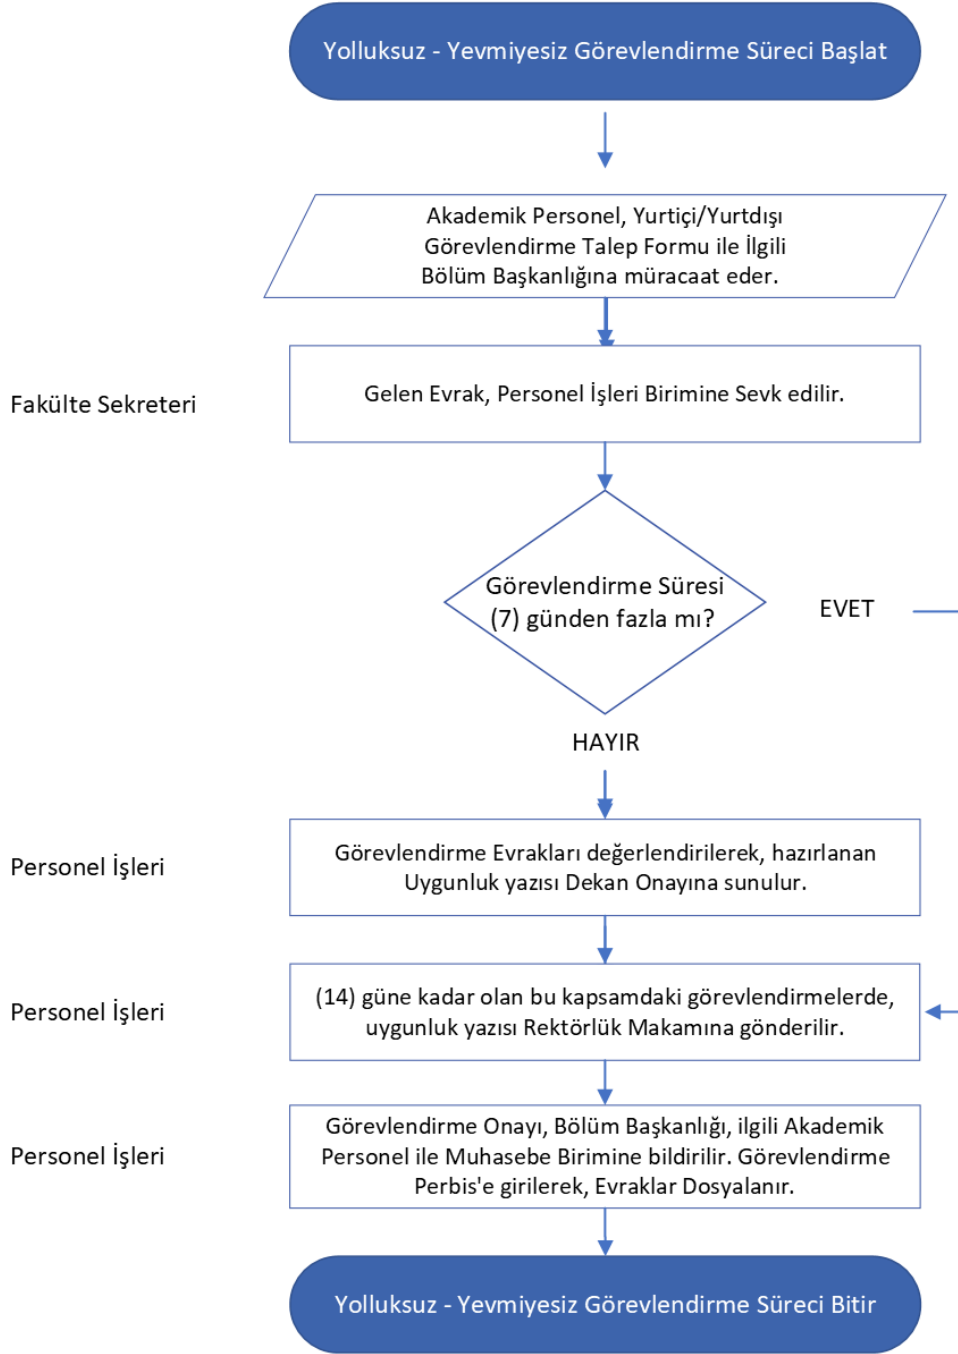 Yolluksuz - Yevmiyesiz Görevlendirme Süreci Başlat
Akademik Personel, Yurtiçi/Yurtdışı
Görevlendirme Talep Formu ile İlgili
Bölüm Başkanlığına müracaat eder.
Fakülte Sekreteri
Gelen Evrak, Personel İşleri Birimine Sevk edilir.
Görevlendirme Süresi
(7) günden fazla mı?
EVET
HAYIR
Personel İşleri
Görevlendirme Evrakları değerlendirilerek, hazırlanan
Uygunluk yazısı Dekan Onayına sunulur.
Personel İşleri
(14) güne kadar olan bu kapsamdaki görevlendirmelerde,
uygunluk yazısı Rektörlük Makamına gönderilir.
Personel İşleri
Görevlendirme Onayı, Bölüm Başkanlığı, ilgili Akademik
Personel ile Muhasebe Birimine bildirilir. Görevlendirme
Perbis'e girilerek, Evraklar Dosyalanır.
Yolluksuz - Yevmiyesiz Görevlendirme Süreci Bitir